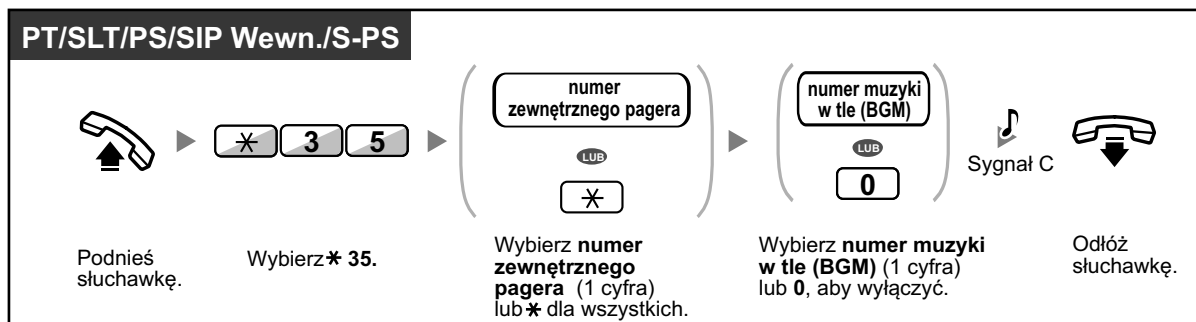 PT/SLT/PS/SIP Wewn./S-PS
numer
zewnętrznego pagera
LUB
✳
numer muzyki
w tle (BGM)
LUB
0
✳ 3 5
Sygnał C
Podnieś
słuchawkę.
Wybierz ✳ 35.
Wybierz numer
zewnętrznego
pagera (1 cyfra)
lub ✳ dla wszystkich.
Wybierz numer muzyki
w tle (BGM) (1 cyfra)
lub 0, aby wyłączyć.
Odłóż
słuchawkę.